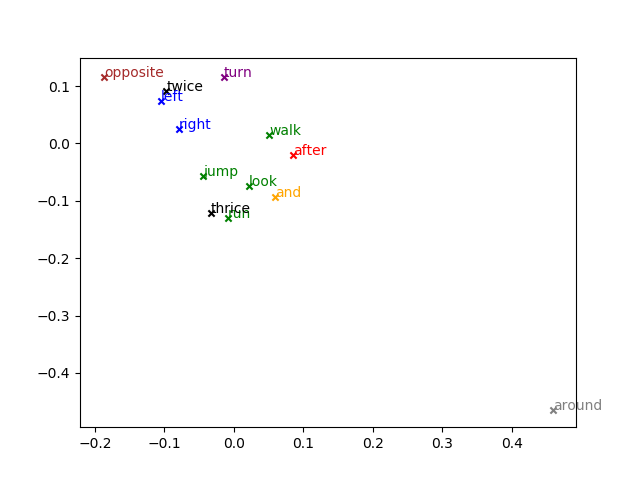 opposite
turn
twice
left
right
walk
after
jump
look
and
thrice
run
around
0.1
0.0
−0.1
−0.2
−0.3
−0.4
−0.2
−0.1
0.0
0.1
0.2
0.3
0.4